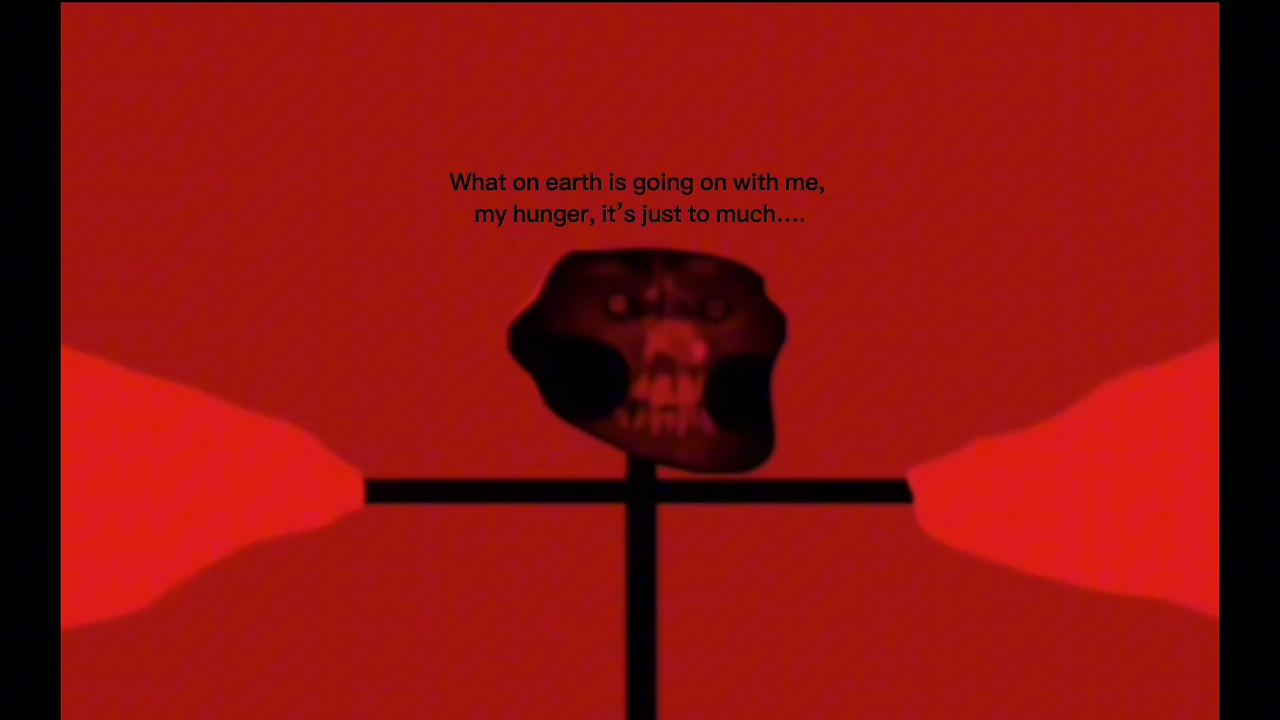 What on earth is going on with me,
my hunger, it’s just to much....